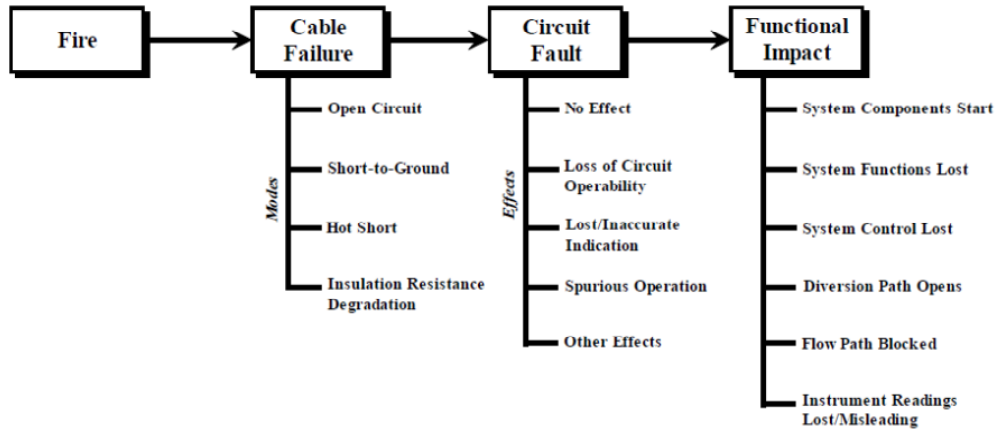 Fire
Cable
Failure
Circuit
Fault
Functional
Impact
Modes
Open Circuit
Short-to-Ground
Hot Short
Insulation Resistance
Degradation
Effects
No Effect
Loss of Circuit
Operability
Lost/Inaccurate
Indication
Spurious Operation
Other Effects
System Components Start
System Functions Lost
System Control Lost
Diversion Path Opens
Flow Path Blocked
Instrument Readings
Lost/Misleading